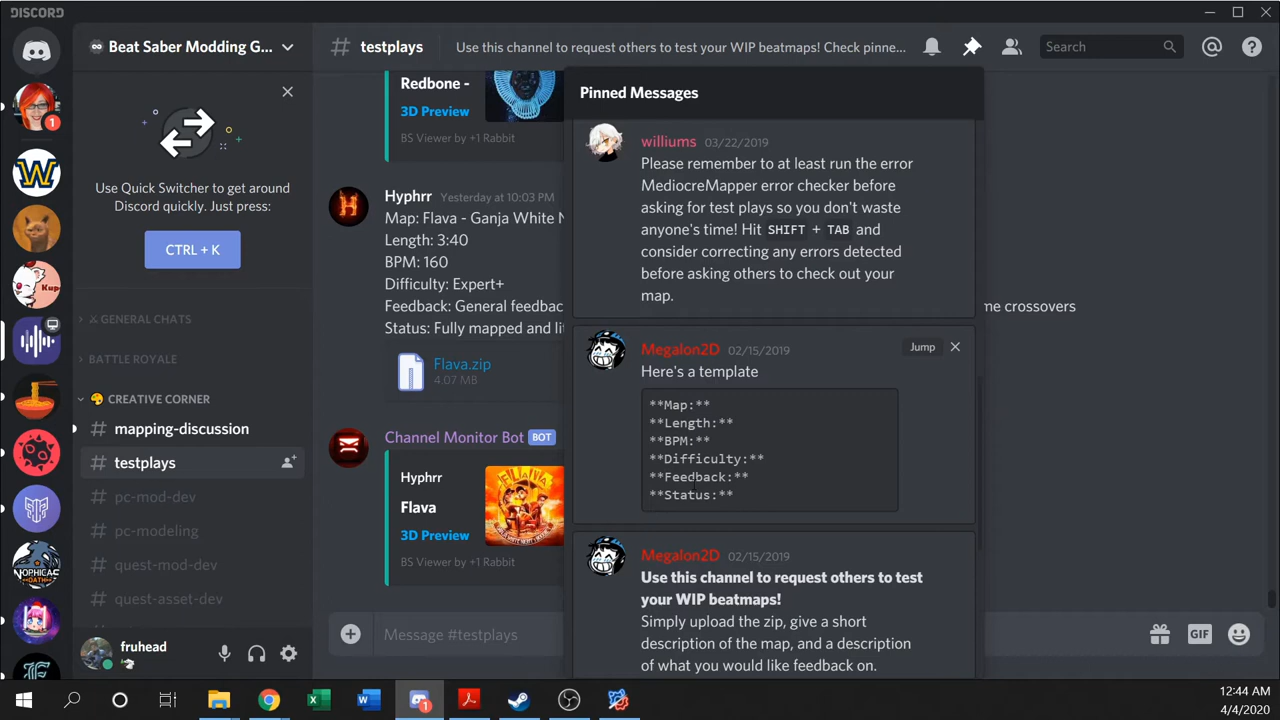 DISCORD
Beat Saber Modding G...
# testplays
Use this channel to request others to test your WIP beatmaps! Check pinne...
Search
1
Use Quick Switcher to get around
Discord quickly. Just press:
CTRL + K
GENERAL CHATS
BATTLE ROYALE
CREATIVE CORNER
# mapping-discussion
# testplays
# pc-mod-dev
# pc-modeling
# quest-mod-dev
# quest-asset-dev
fruhead
Redbone -
3D Preview
BS Viewer by +1 Rabbit
Hyphrr Yesterday at 10:03 PM
Map: Flava - Ganja White N
Length: 3:40
BPM: 160
Difficulty: Expert+
Feedback: General feedbac
me crossovers
Status: Fully mapped and lit
Flava.zip
4.07 MB
Channel Monitor Bot BOT
Hyphrr
Flava
3D Preview
BS Viewer by +1 Rabbit
Message #testplays
GIF
Pinned Messages
williums 03/22/2019
Please remember to at least run the error
MediocreMapper error checker before
asking for test plays so you don't waste
anyone's time! Hit SHIFT + TAB and
consider correcting any errors detected
before asking others to check out your
map.
Megalon2D 02/15/2019
Jump
Here's a template
**Map:**
**Length:**
**BPM:**
**Difficulty:**
**Feedback:**
**Status:**
Megalon2D 02/15/2019
Use this channel to request others to test
your WIP beatmaps!
Simply upload the zip, give a short
description of the map, and a description
of what you would like feedback on.
1
12:44 AM
4/4/2020